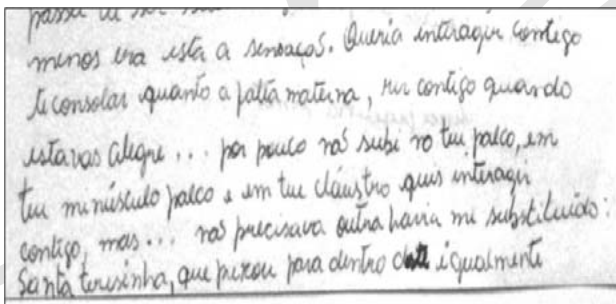 menos era esta a sensação. Queria interagir contigo
te consolar quanto a falta materna, rir contigo quando
estavas alegre ... por pouco não subi no teu palco, em
teu minúsculo palco e em teu cláustro quis interagir
contigo, mas... não precisava outra havia me substituído:
Santa teresinha, que puxou para dentro igualmente